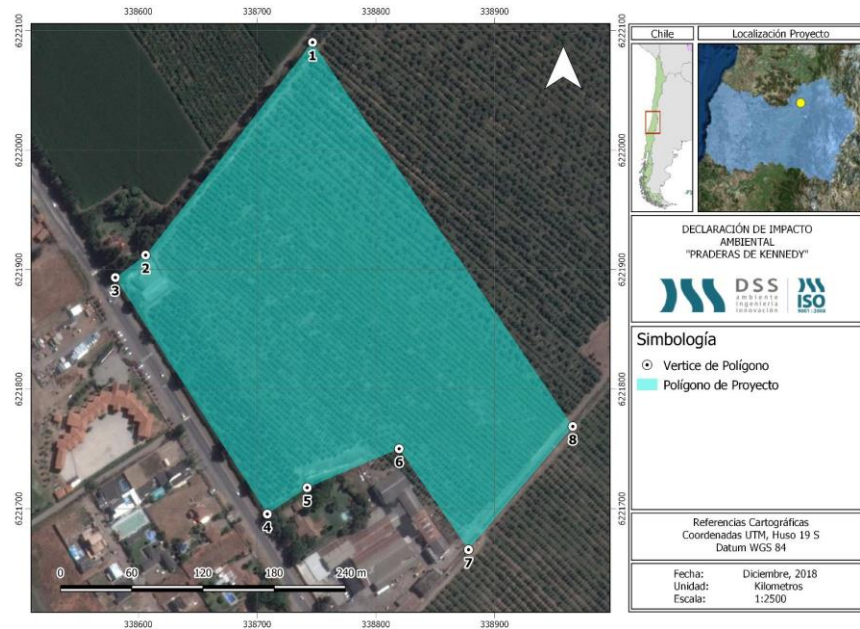 338600 338700 338800 338900
6222100
6222000
6221900
6221800
6221700
6222100
6222000
6221900
6221800
6221700
1
2
3
4
5
6
7
8
0 60 120 180 240 m
338600 338700 338800 338900
Chile
Localización Proyecto
DECLARACIÓN DE IMPACTO
AMBIENTAL
"PRADERAS DE KENNEDY"
DSS
ambiente
ingeniería
innovación
ISO
9001 / 2008
Simbología
Vertice de Polígono
Polígono de Proyecto
Referencias Cartográficas
Coordenadas UTM, Huso 19 S
Datum WGS 84
Fecha: Diciembre, 2018
Unidad: Kilometros
Escala: 1:2500